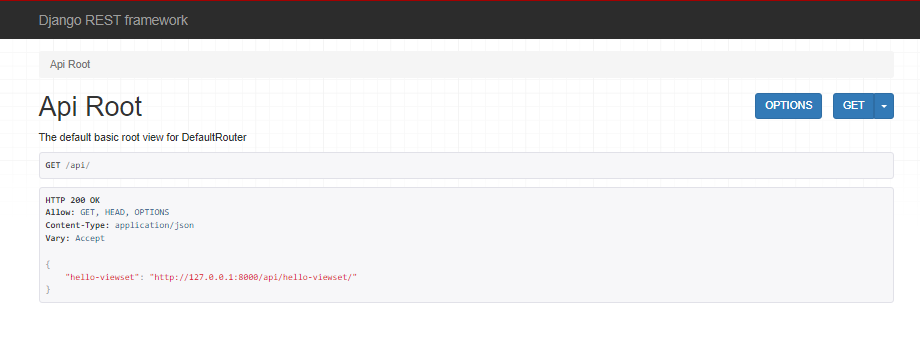 Django REST framework
Api Root
Api Root
OPTIONS
GET
The default basic root view for DefaultRouter
GET /api/
HTTP 200 OK
Allow: GET, HEAD, OPTIONS
Content-Type: application/json
Vary: Accept
{
    "hello-viewset": "http://127.0.0.1:8000/api/hello-viewset/"
}